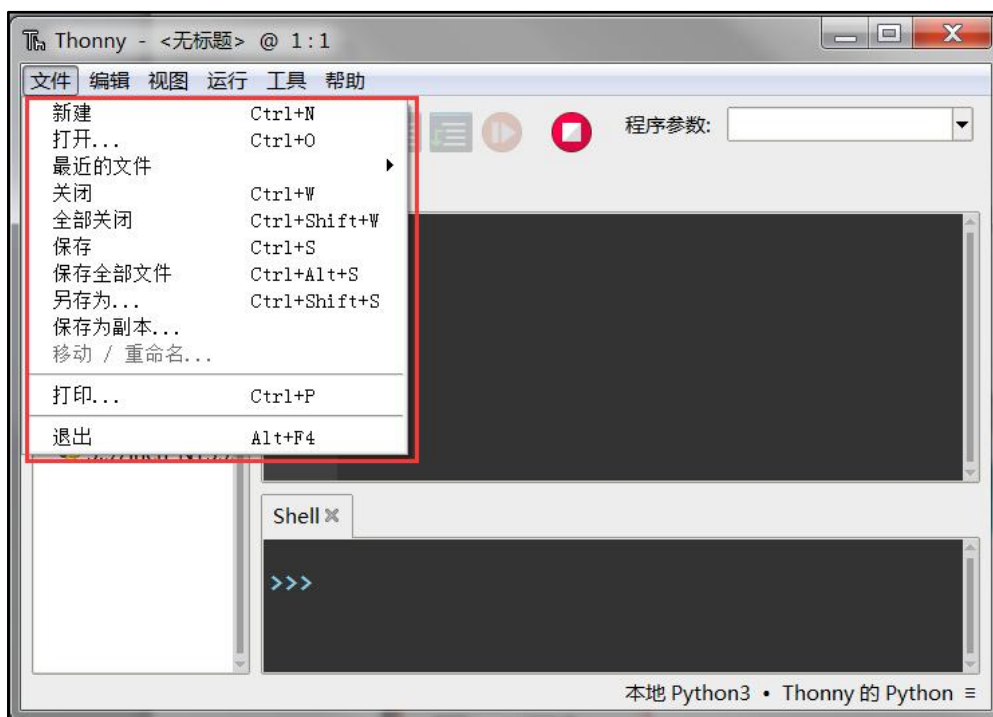 Thonny - <无标题> @ 1:1
文件 编辑 视图 运行 工具 帮助
程序参数:
新建 Ctrl+N
打开... Ctrl+O
最近的文件
关闭 Ctrl+W
全部关闭 Ctrl+Shift+W
保存 Ctrl+S
保存全部文件 Ctrl+Alt+S
另存为... Ctrl+Shift+S
保存为副本...
移动 / 重命名...
打印... Ctrl+P
退出 Alt+F4
Shell
>>>
本地 Python3 • Thonny 的 Python ≡